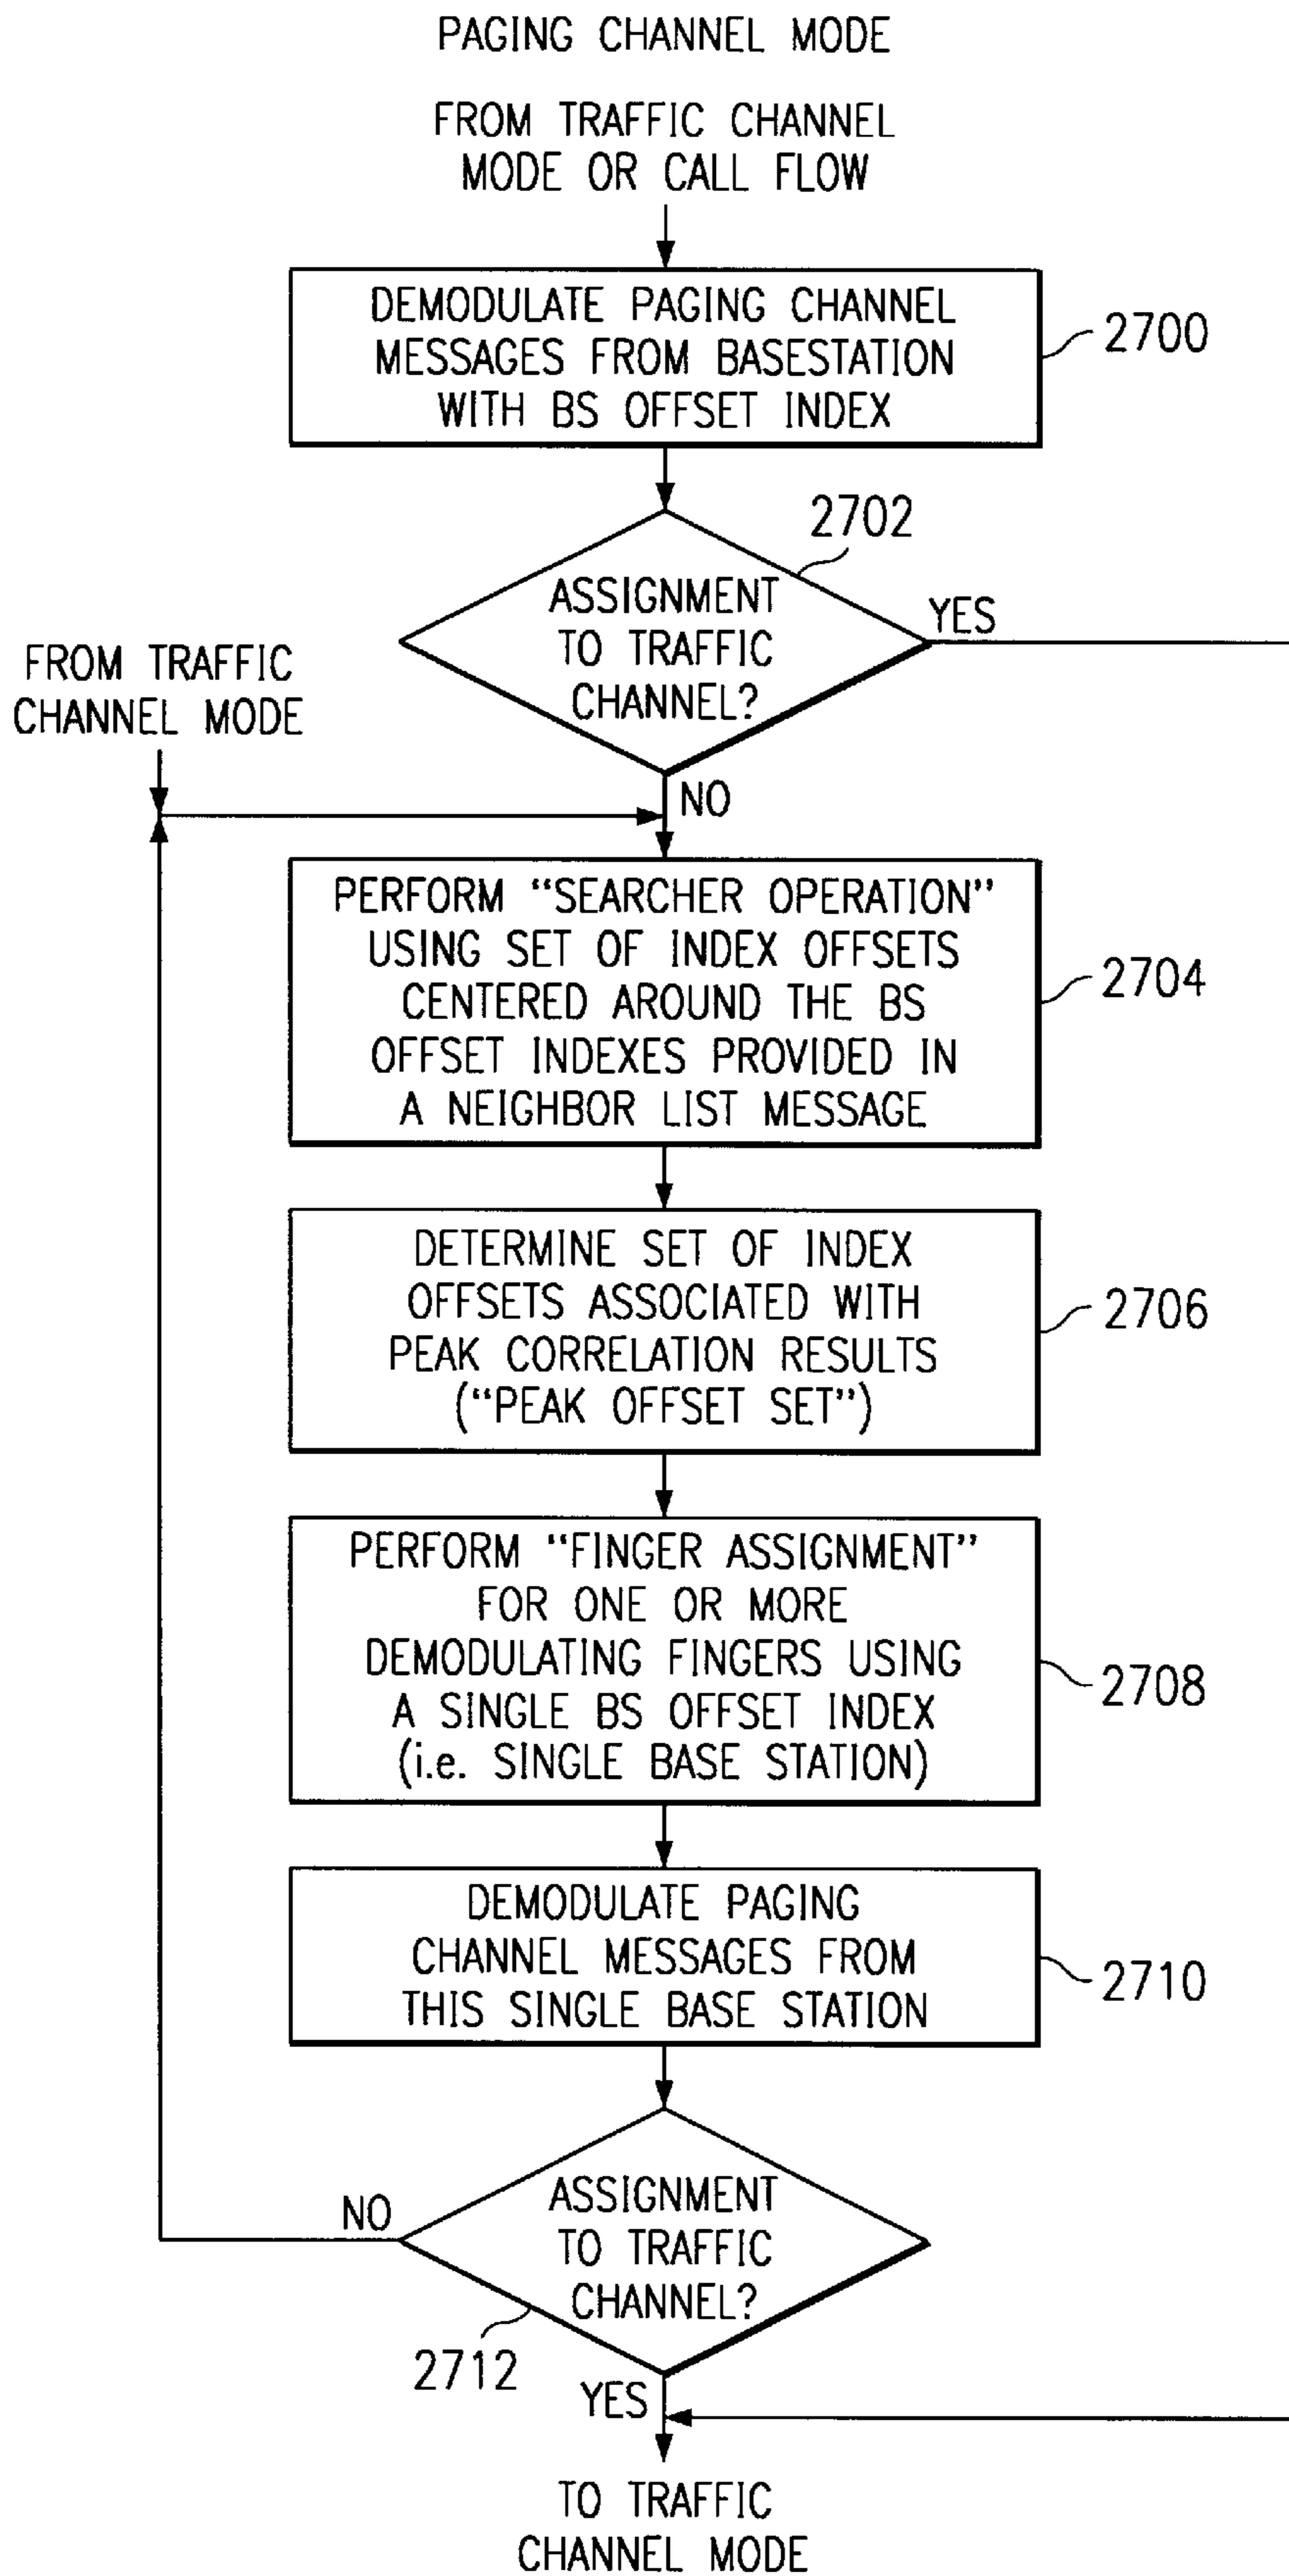 PAGING CHANNEL MODE
FROM TRAFFIC CHANNEL
MODE OR CALL FLOW
DEMODULATE PAGING CHANNEL
MESSAGES FROM BASESTATION
WITH BS OFFSET INDEX
2700
2702
ASSIGNMENT
TO TRAFFIC
CHANNEL?
YES
FROM TRAFFIC
CHANNEL MODE
NO
PERFORM “SEARCHER OPERATION”
USING SET OF INDEX OFFSETS
CENTERED AROUND THE BS
OFFSET INDEXES PROVIDED IN
A NEIGHBOR LIST MESSAGE
2704
DETERMINE SET OF INDEX
OFFSETS ASSOCIATED WITH
PEAK CORRELATION RESULTS
(“PEAK OFFSET SET”)
2706
PERFORM “FINGER ASSIGNMENT”
FOR ONE OR MORE
DEMODULATING FINGERS USING
A SINGLE BS OFFSET INDEX
(i.e. SINGLE BASE STATION)
2708
DEMODULATE PAGING
CHANNEL MESSAGES FROM
THIS SINGLE BASE STATION
2710
NO
ASSIGNMENT
TO TRAFFIC
CHANNEL?
2712
YES
TO TRAFFIC
CHANNEL MODE